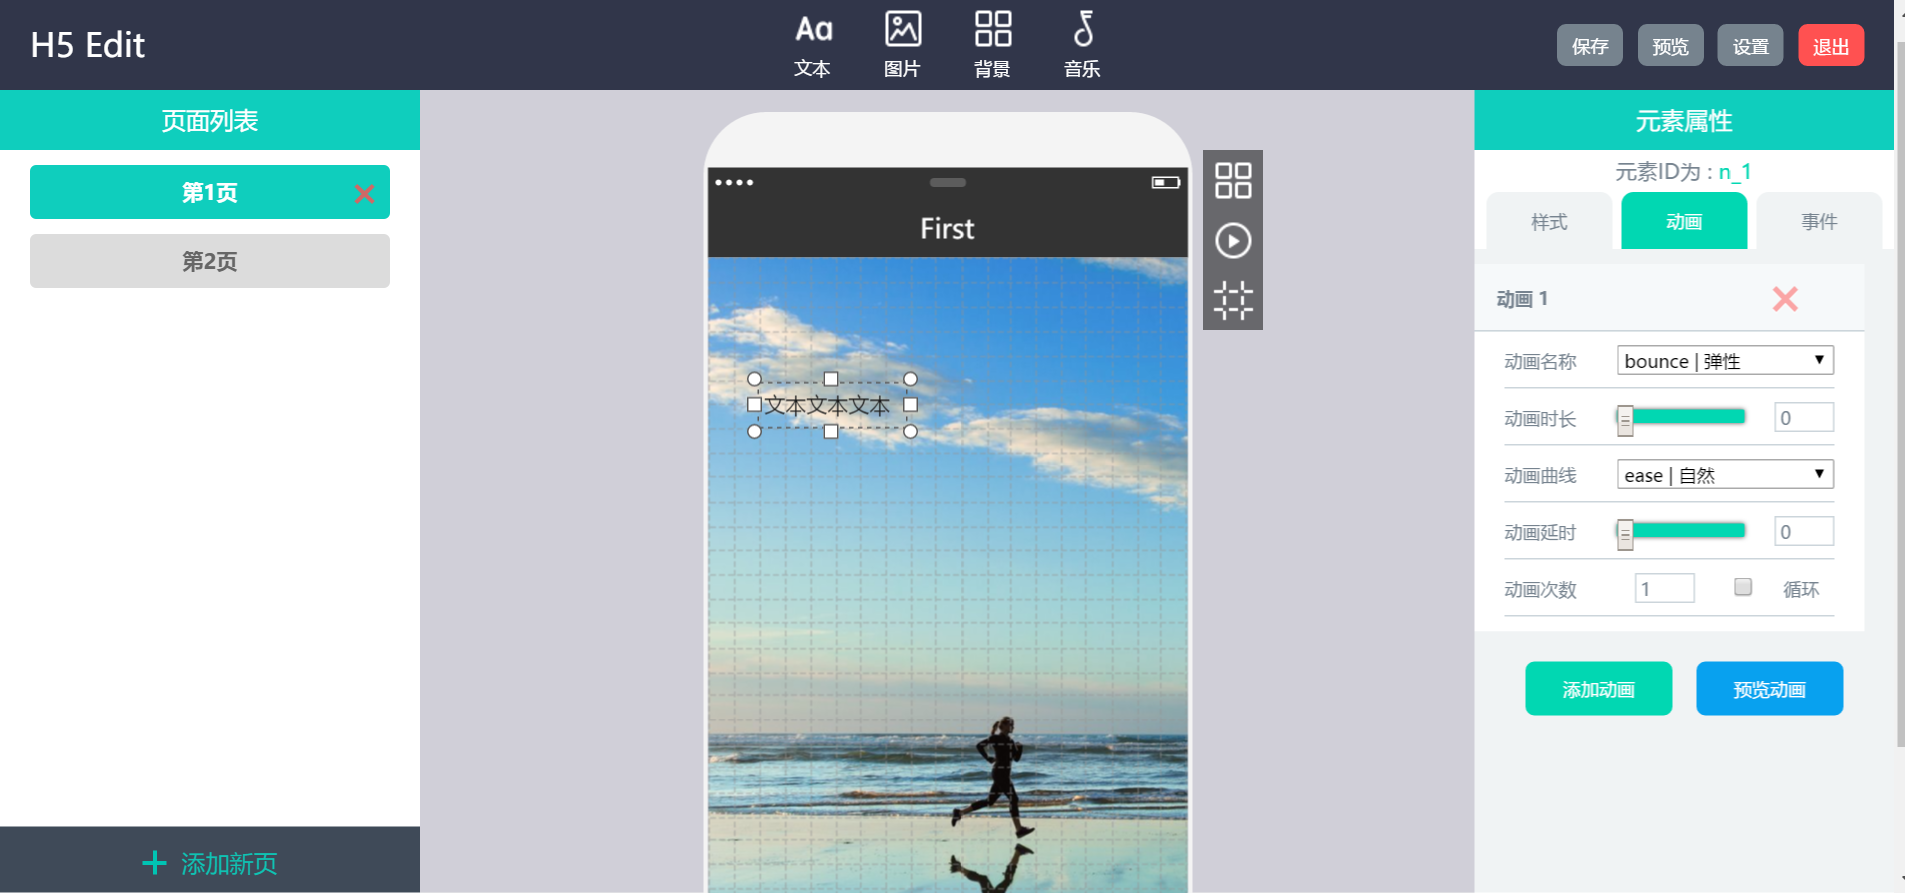 H5 Edit
Aa
文本
图片
背景
音乐
保存
预览
设置
退出
页面列表
第1页
第2页
添加新页
First
文本文本文本
元素属性
元素ID为 : n_1
样式
动画
事件
动画 1
动画名称
bounce | 弹性
动画时长
0
动画曲线
ease | 自然
动画延时
0
动画次数
1
循环
添加动画
预览动画